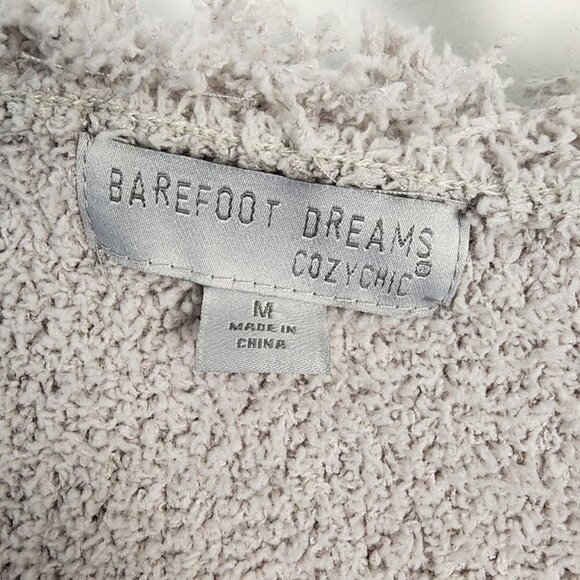 BAREFOOT DREAMS
COZYCHIC®
M
MADE IN
CHINA